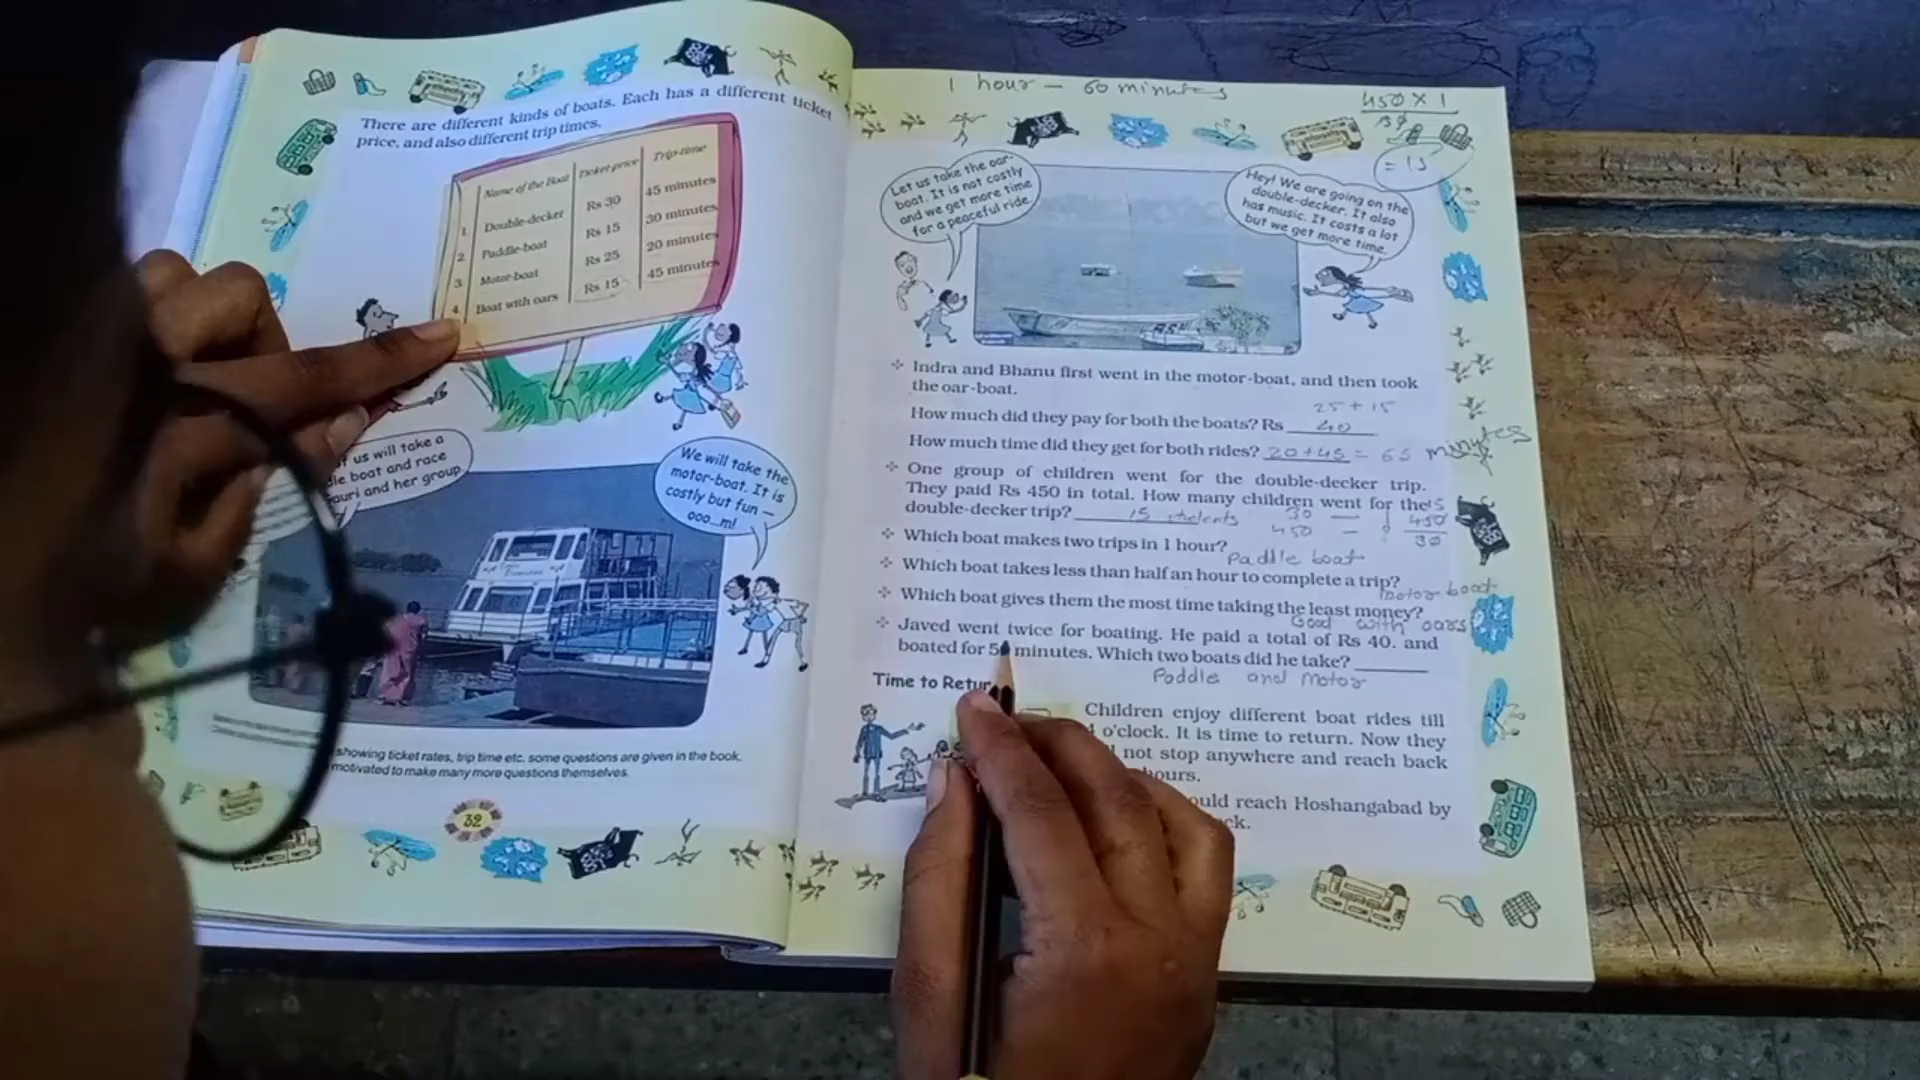 There are different kinds of boats. Each has a different ticket
price, and also different trip times.
Name of the Boat Ticket-price Trip-time
1. Double-decker Rs 30 45 minutes
2. Paddle-boat Rs 15 30 minutes
3. Motor-boat Rs 25 20 minutes
4. Boat with oars Rs 15 45 minutes
us will take a
boat and race
and her group
We will take the
motor-boat. It is
costly but fun –
ooo...m!
showing ticket rates, trip time etc. some questions are given in the book,
motivated to make many more questions themselves.
32
1 hour – 60 minutes
450 X 1
= 15
Let us take the oar-
boat. It is not costly
and we get more time
for a peaceful ride.
Hey! We are going on the
double-decker. It also
has music. It costs a lot
but we get more time.
❖ Indra and Bhanu first went in the motor-boat, and then took
the oar-boat.
25 + 15
How much did they pay for both the boats? Rs 40
How much time did they get for both rides? 20+45 = 65 minutes
❖ One group of children went for the double-decker trip.
They paid Rs 450 in total. How many children went for the
double-decker trip? 15 students
30 – 1
450 – ?
15
450
30
❖ Which boat makes two trips in 1 hour?
Paddle boat
❖ Which boat takes less than half an hour to complete a trip?
motor boat
❖ Which boat gives them the most time taking the least money?
with oars
❖ Javed went twice for boating. He paid a total of Rs 40. and
boated for 50 minutes. Which two boats did he take?
Paddle and Motor
Time to
Children enjoy different boat rides till
o'clock. It is time to return. Now they
not stop anywhere and reach back
hours.
reach Hoshangabad by